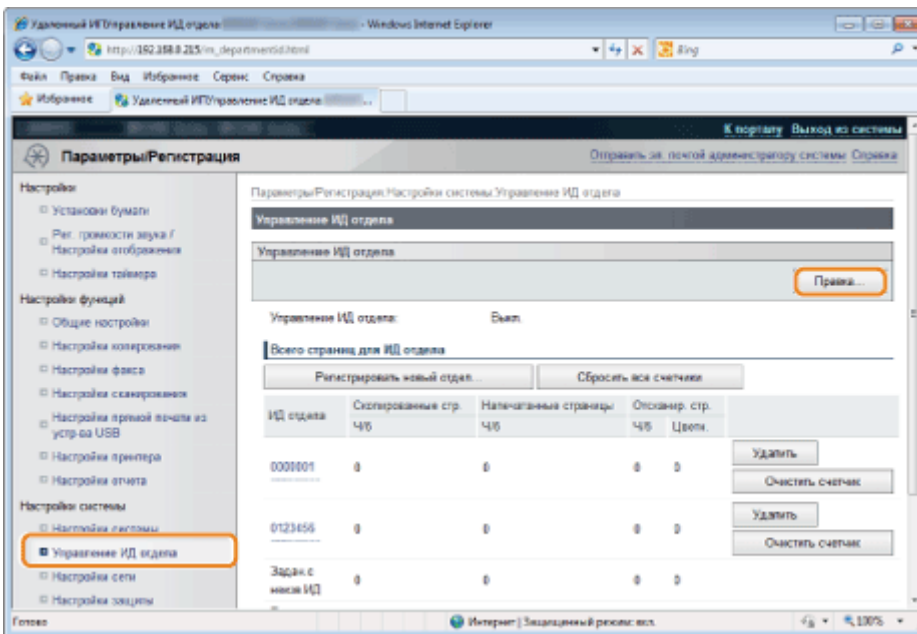 Удаленный ИП:Управление ИД отдела - Windows Internet Explorer
http://192.168.0.215/m_departmentid.html
Bing
Файл Правка Вид Избранное Сервис Справка
Избранное Удаленный ИП:Управление ИД отдела:
К порталу Выход из системы
Параметры/Регистрация
Отправить эл. почтой администратору системы Справка
Настройки
Установки бумаги
Рег. громкости звука /
Настройки отображения
Настройки таймера
Настройки функций
Общие настройки
Настройки копирования
Настройки факса
Настройки сканирования
Настройки прямой печати из
устр-ва USB
Настройки принтера
Настройки отчета
Настройки системы
Настройки системы
Управление ИД отдела
Настройки сети
Настройки защиты
Параметры/Регистрация:Настройки системы:Управление ИД отдела
Управление ИД отдела
Управление ИД отдела
Правка...
Управление ИД отдела: Выкл.
Всего страниц для ИД отдела
Регистрировать новый отдел... Сбросить все счетчики
ИД отдела Скопированные стр. Напечатанные страницы Отсканир. стр.
Ч/б Ч/б Ч/б Цветн.
0000001 0 0 0 0 Удалить
Очистить счетчик
0123456 0 0 0 0 Удалить
Очистить счетчик
Задан. с
неизв ИД 0 0 0 0
Готово Интернет | Защищенный режим: вкл. 100%